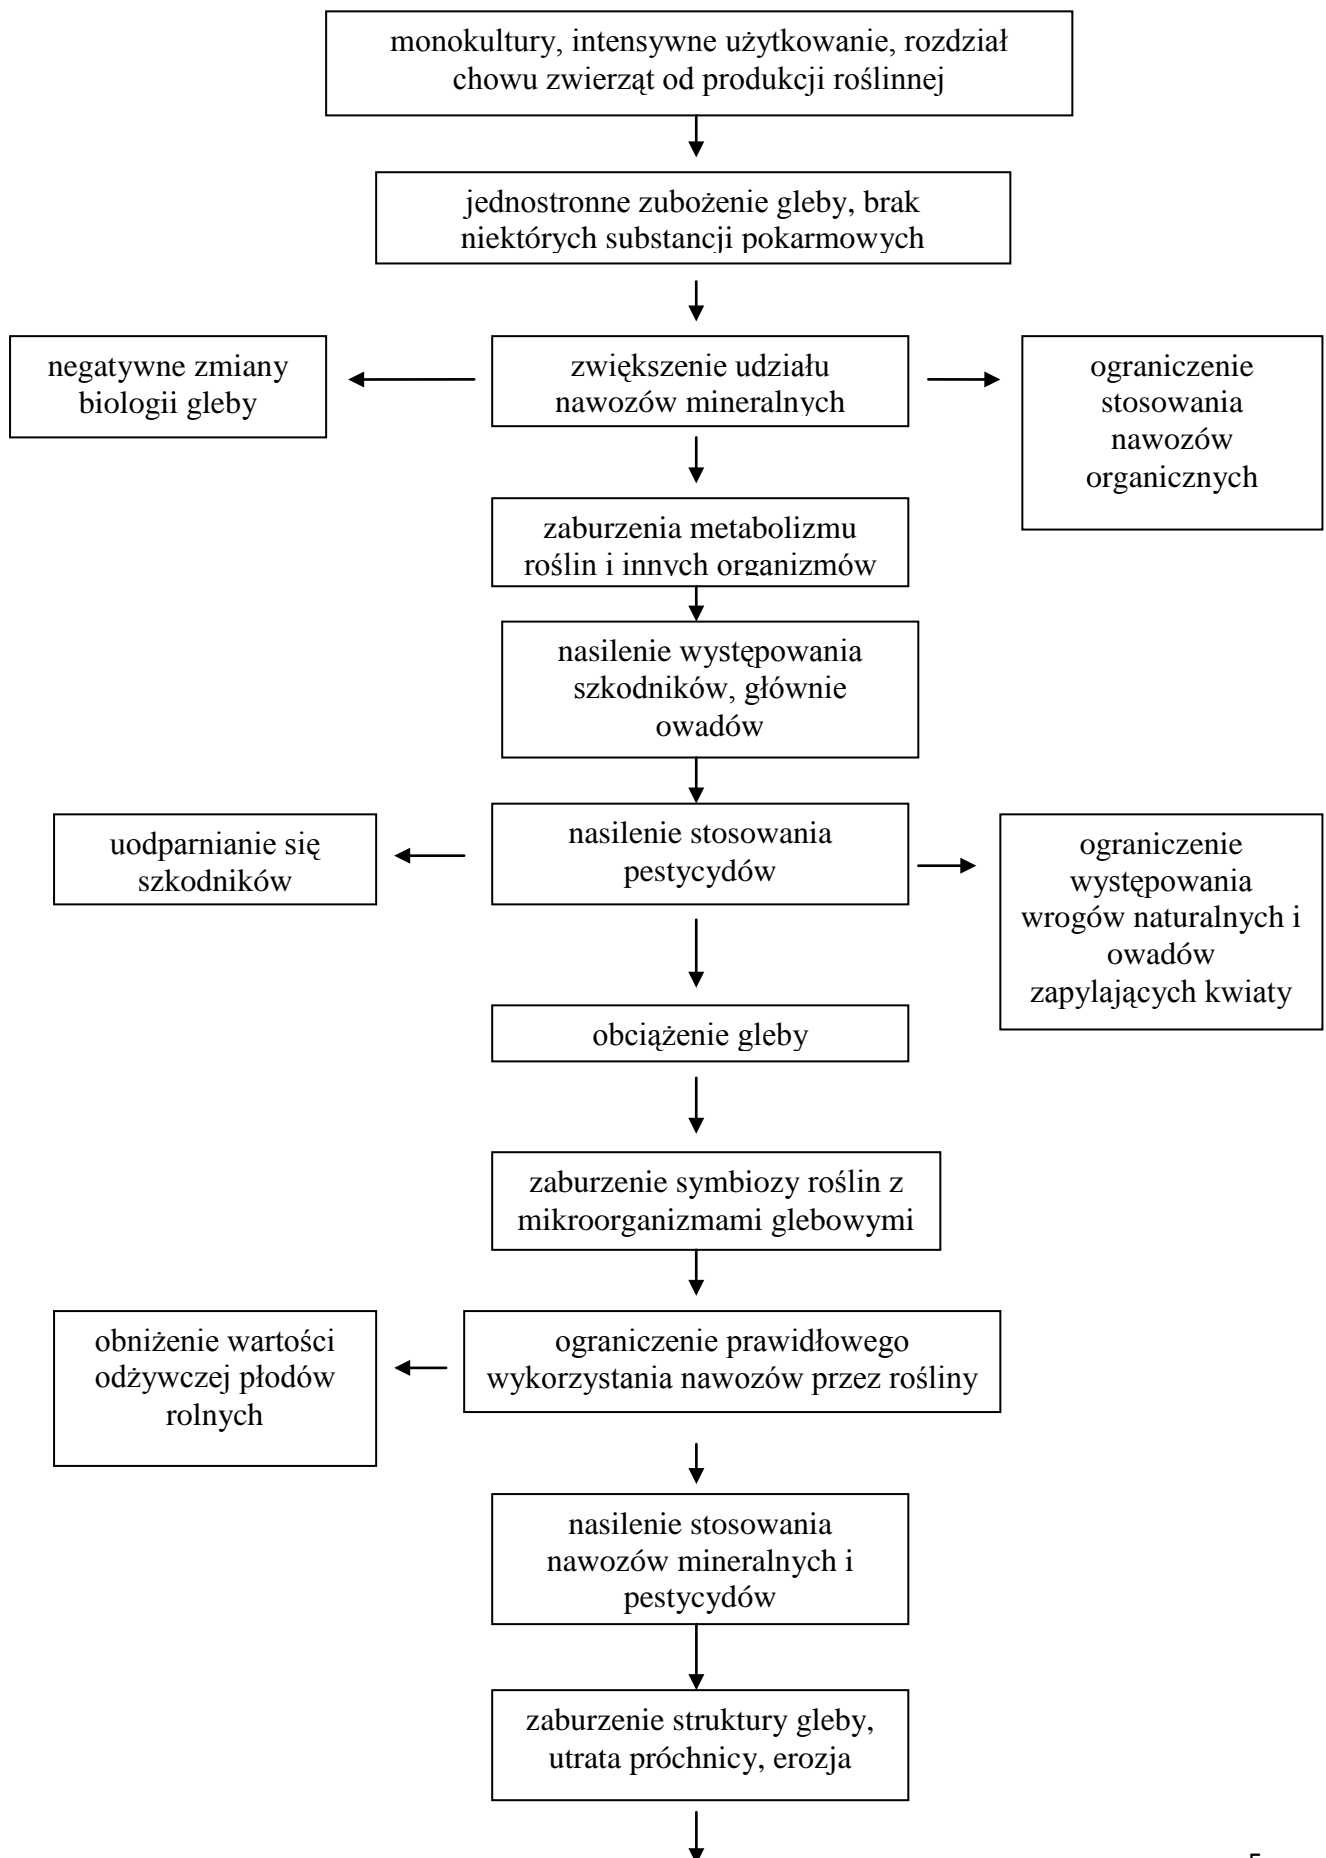 monokultury, intensywne użytkowanie, rozdział
chowu zwierząt od produkcji roślinnej
jednostronne zubożenie gleby, brak
niektórych substancji pokarmowych
negatywne zmiany
biologii gleby
zwiększenie udziału
nawozów mineralnych
ograniczenie
stosowania
nawozów
organicznych
zaburzenia metabolizmu
roślin i innych organizmów
nasilenie występowania
szkodników, głównie
owadów
uodparnianie się
szkodników
nasilenie stosowania
pestycydów
ograniczenie
występowania
wrogów naturalnych i
owadów
zapylających kwiaty
obciążenie gleby
zaburzenie symbiozy roślin z
mikroorganizmami glebowymi
obniżenie wartości
odżywczej płodów
rolnych
ograniczenie prawidłowego
wykorzystania nawozów przez rośliny
nasilenie stosowania
nawozów mineralnych i
pestycydów
zaburzenie struktury gleby,
utrata próchnicy, erozja